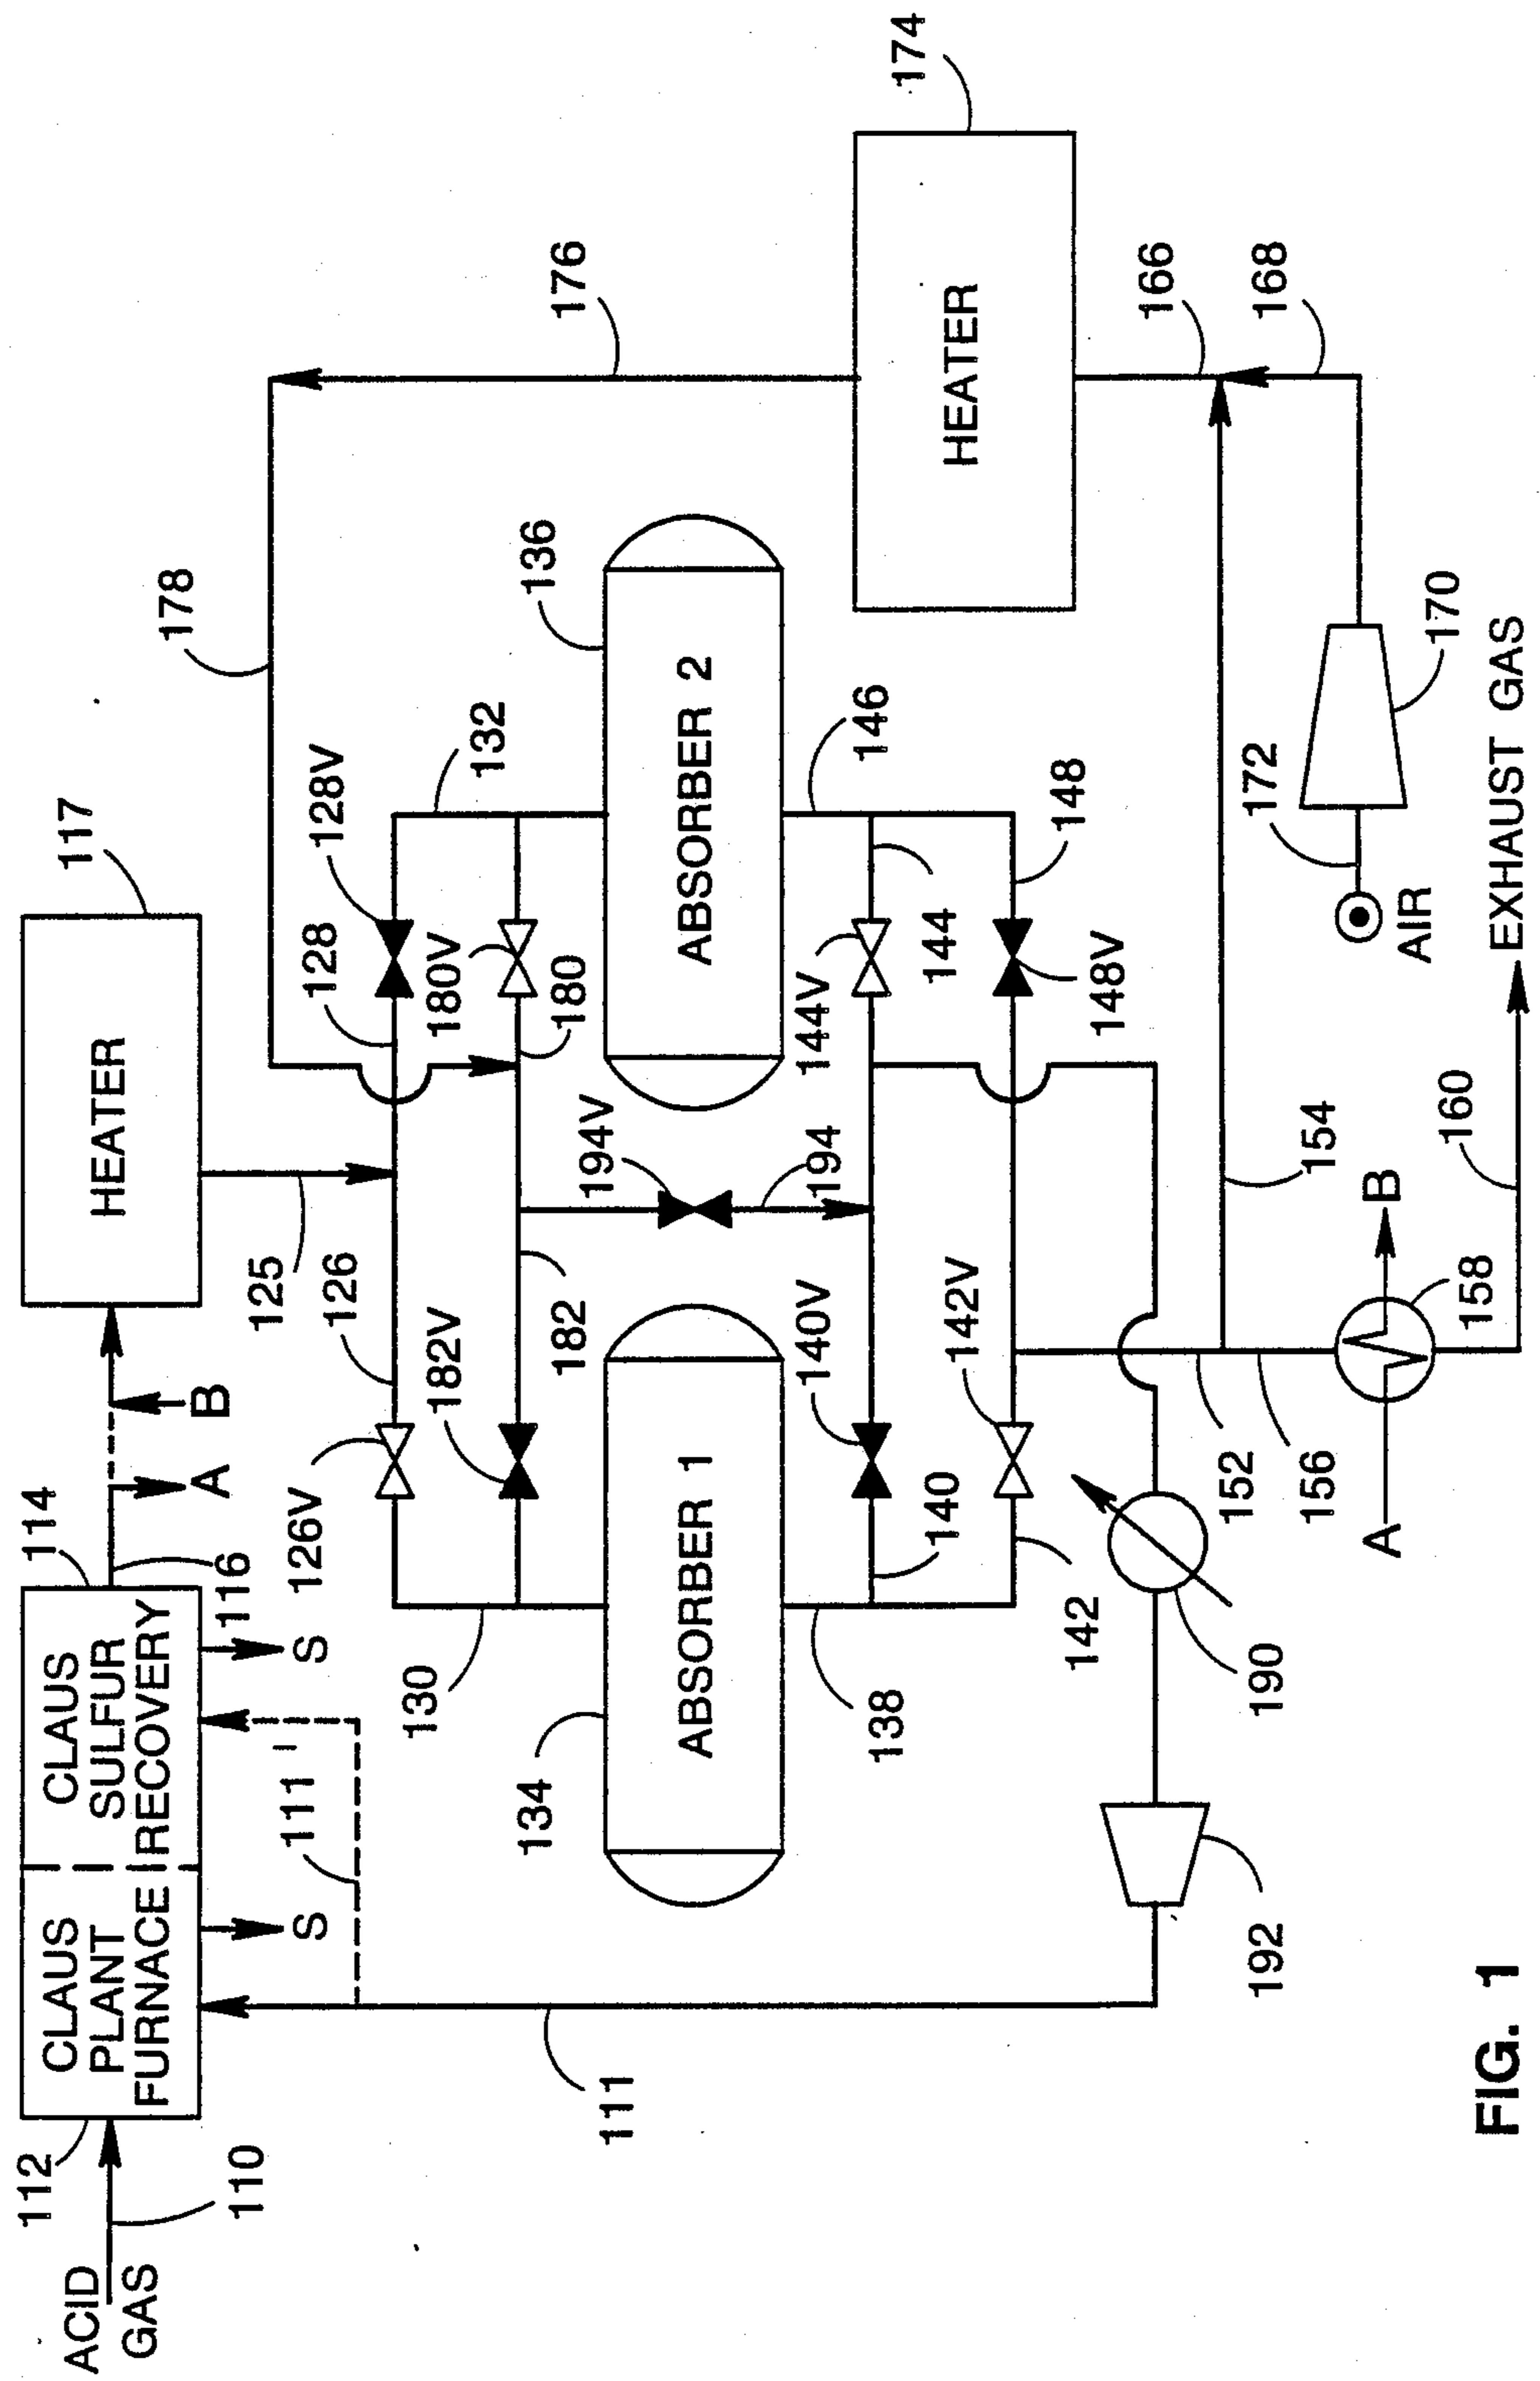 ACID
GAS
110
112
CLAUS
PLANT
FURNACE
S
CLAUS
SULFUR
RECOVERY
S
114
116
A
B
HEATER
117
125
111
111'
126
126V
128
128V
130
132
182V
182
180V
180
178
176
134
ABSORBER 1
136
ABSORBER 2
194V
194
138
140
140V
142
142V
144V
144
146
148
148V
HEATER
174
166
168
170
172
AIR
192
190
152
156
154
A
B
158
160
EXHAUST GAS
FIG. 1